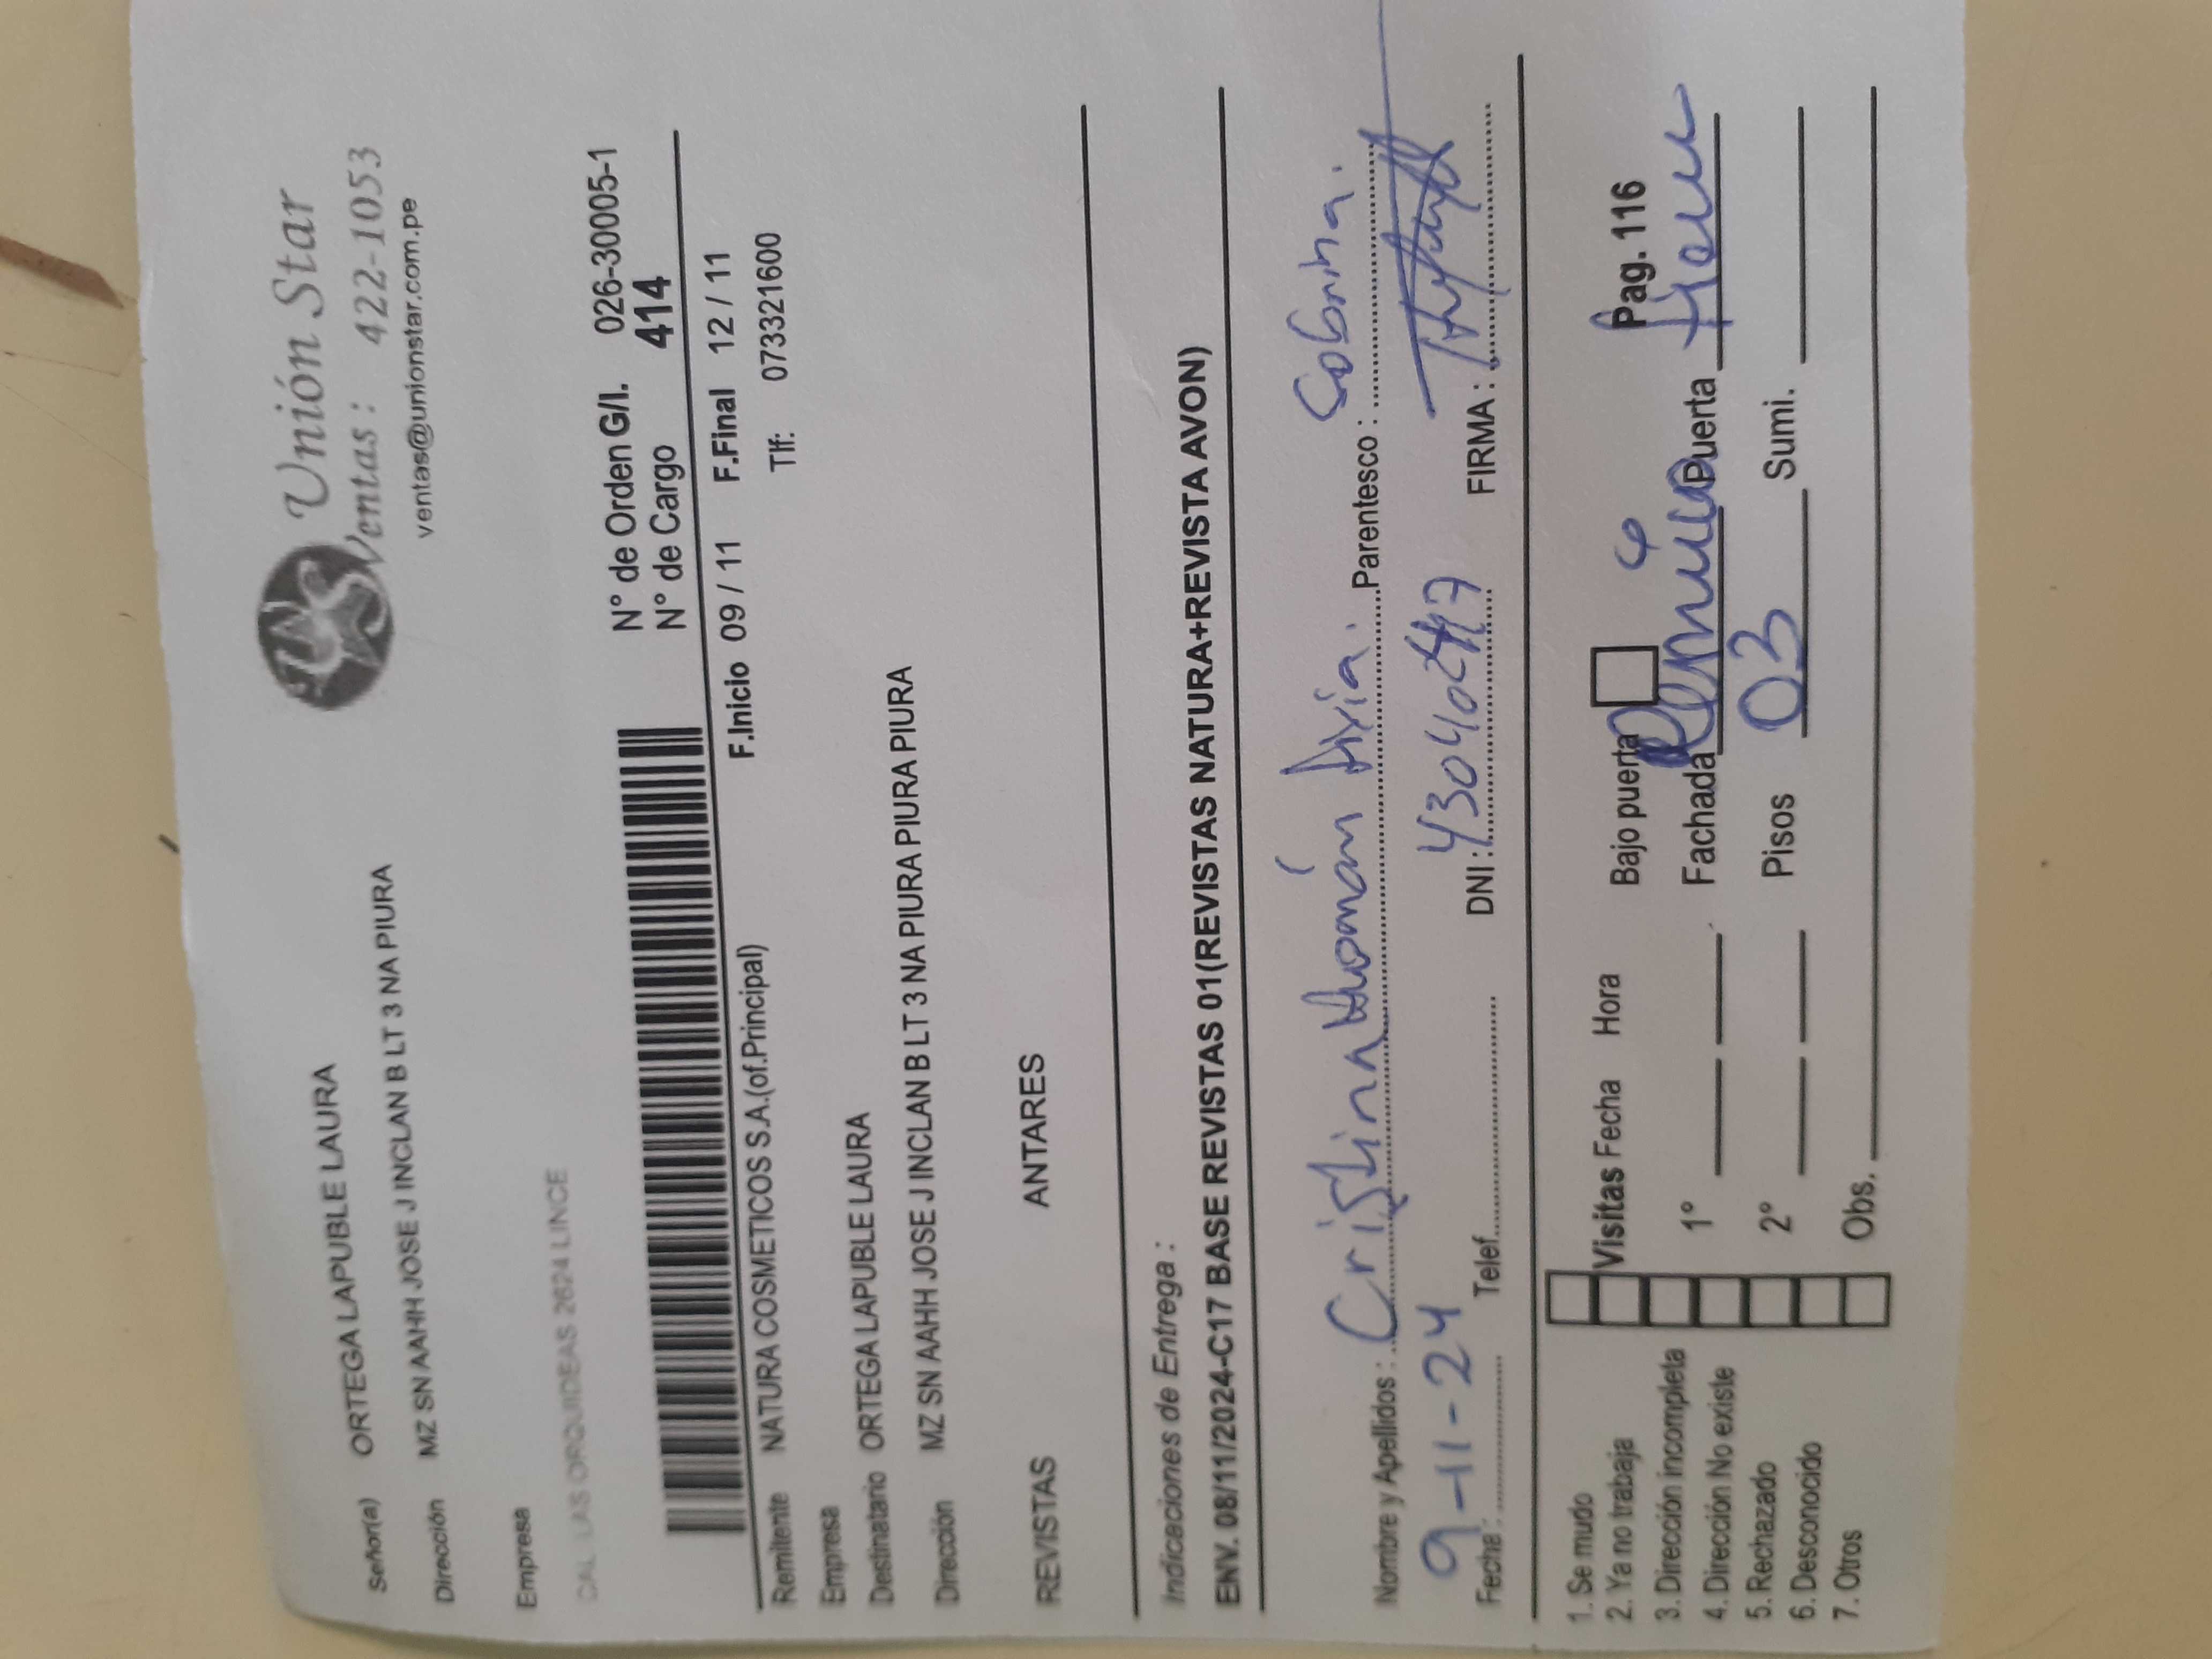 Unión Star
Ventas : 422-1053
ventas@unionstar.com.pe
Señor(a) ORTEGA LAPUBLE LAURA
Dirección MZ SN AAHH JOSE J INCLAN B LT 3 NA PIURA
Empresa
CAL. LAS ORQUIDEAS 2624 LINCE
N° de Orden G/I. 026-30005-1
N° de Cargo 414
F.Inicio 09 / 11 F.Final 12 / 11
Remitente NATURA COSMETICOS S.A.(of.Principal) Tlf: 073321600
Empresa
Destinatario ORTEGA LAPUBLE LAURA
Dirección MZ SN AAHH JOSE J INCLAN B LT 3 NA PIURA PIURA PIURA
REVISTAS ANTARES
Indicaciones de Entrega :
ENV. 08/11/2024-C17 BASE REVISTAS 01(REVISTAS NATURA+REVISTA AVON)
Nombre y Apellidos : Cristina Huamán Parentesco : Sobrina.
Fecha : 9-11-24 Telef. DNI : FIRMA :
1. Se mudo
2. Ya no trabaja Visitas Fecha Hora Bajo puerta Pag. 116
3. Dirección incompleta
4. Dirección No existe 1° Fachada Puerta
5. Rechazado 2° Pisos 03 Sumi.
6. Desconocido
7. Otros Obs.